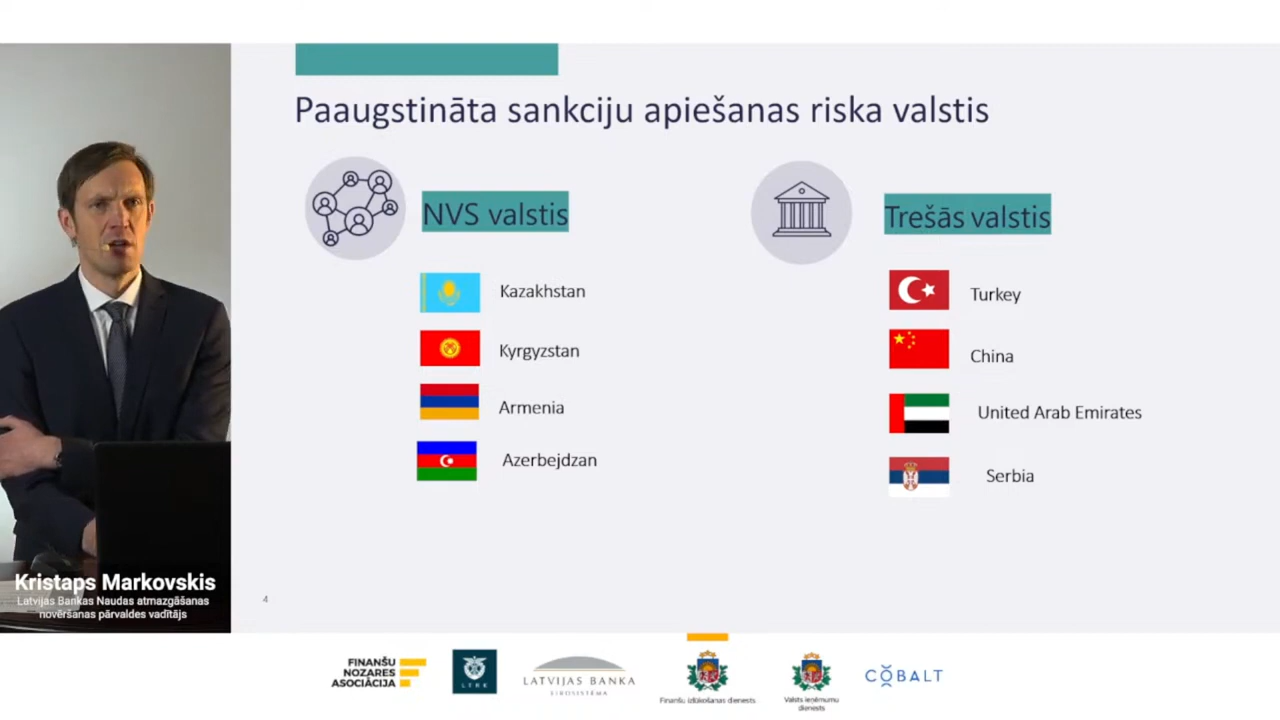 Paaugstināta sankciju apiešanas riska valstis
NVS valstis
Kazakhstan
Kyrgyzstan
Armenia
Azerbejdzan
Trešās valstis
Turkey
China
United Arab Emirates
Serbia
4
Kristaps Markovskis
Latvijas Bankas Naudas atmazgāšanas
novēršanas pārvaldes vadītājs
FINANŠU
NOZARES
ASOCIĀCIJA
LTRK
LATVIJAS BANKA
EIROSISTĒMA
Finanšu izlūkošanas dienests
Valsts ieņēmumu
dienests
COBALT